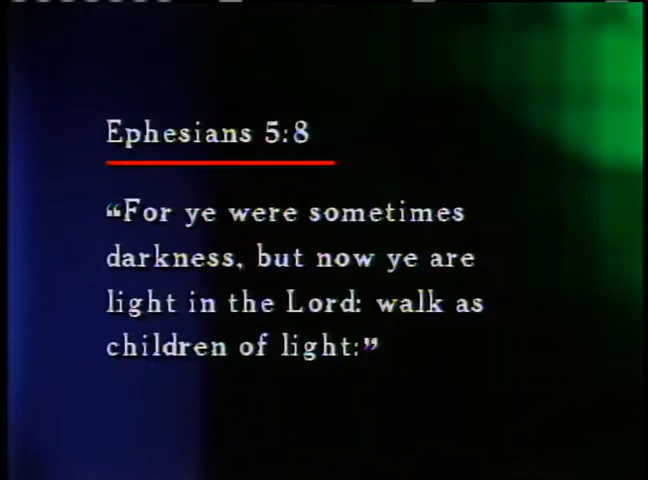 Ephesians 5:8
“For ye were sometimes
darkness, but now ye are
light in the Lord: walk as
children of light:”